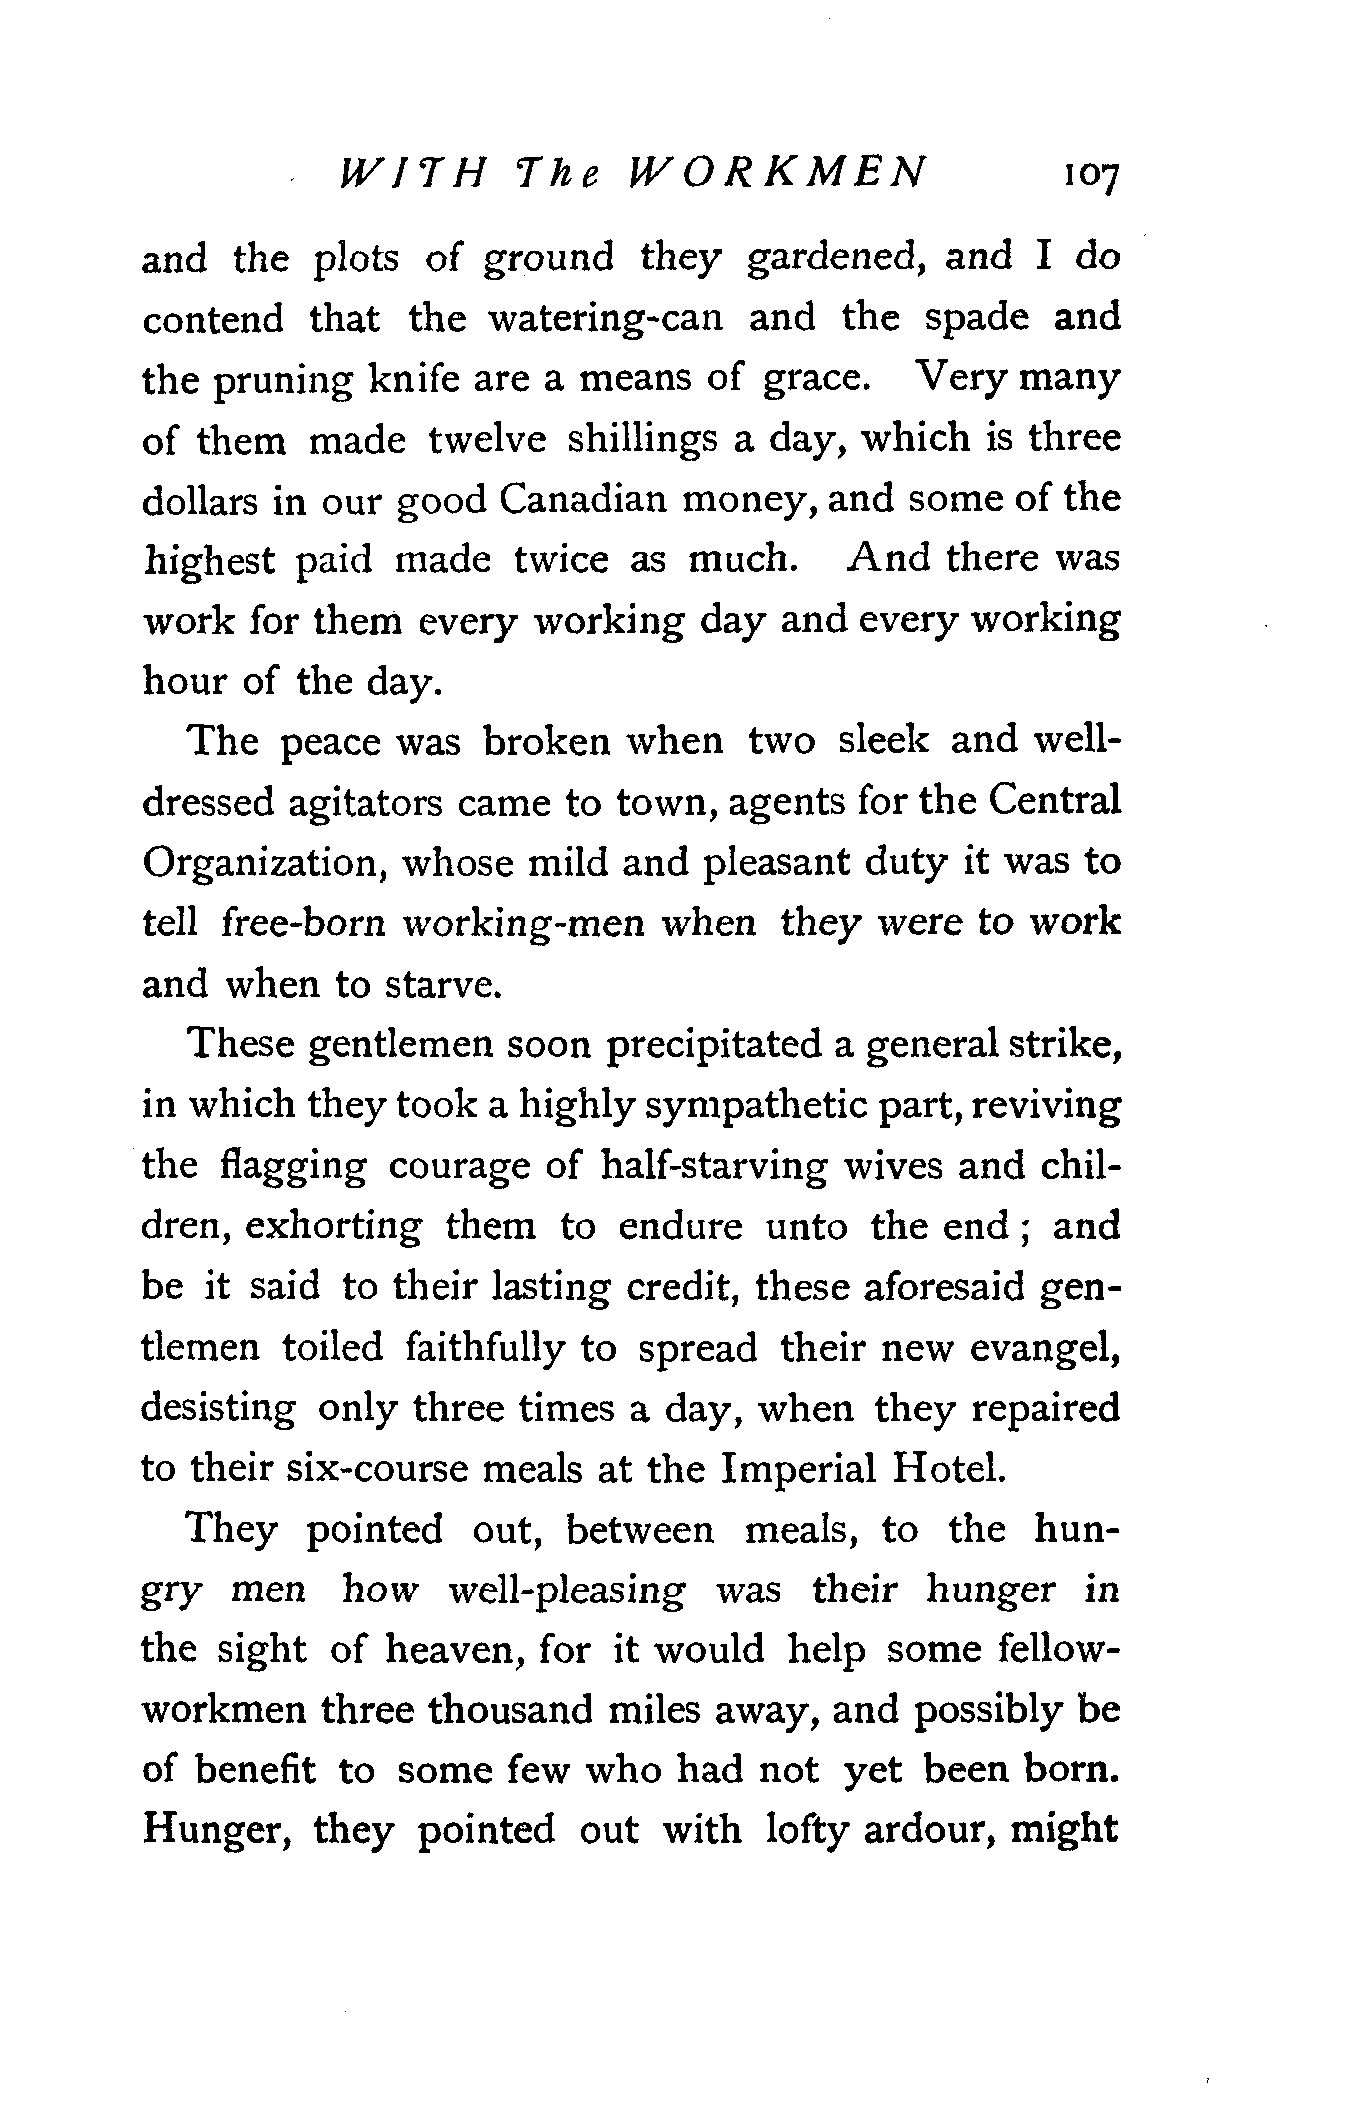 WITH The WORKMEN 107
and the plots of ground they gardened, and I do
contend that the watering-can and the spade and
the pruning knife are a means of grace. Very many
of them made twelve shillings a day, which is three
dollars in our good Canadian money, and some of the
highest paid made twice as much. And there was
work for them every working day and every working
hour of the day.
The peace was broken when two sleek and well-
dressed agitators came to town, agents for the Central
Organization, whose mild and pleasant duty it was to
tell free-born working-men when they were to work
and when to starve.
These gentlemen soon precipitated a general strike,
in which they took a highly sympathetic part, reviving
the flagging courage of half-starving wives and chil-
dren, exhorting them to endure unto the end ; and
be it said to their lasting credit, these aforesaid gen-
tlemen toiled faithfully to spread their new evangel,
desisting only three times a day, when they repaired
to their six-course meals at the Imperial Hotel.
They pointed out, between meals, to the hun-
gry men how well-pleasing was their hunger in
the sight of heaven, for it would help some fellow-
workmen three thousand miles away, and possibly be
of benefit to some few who had not yet been born.
Hunger, they pointed out with lofty ardour, might